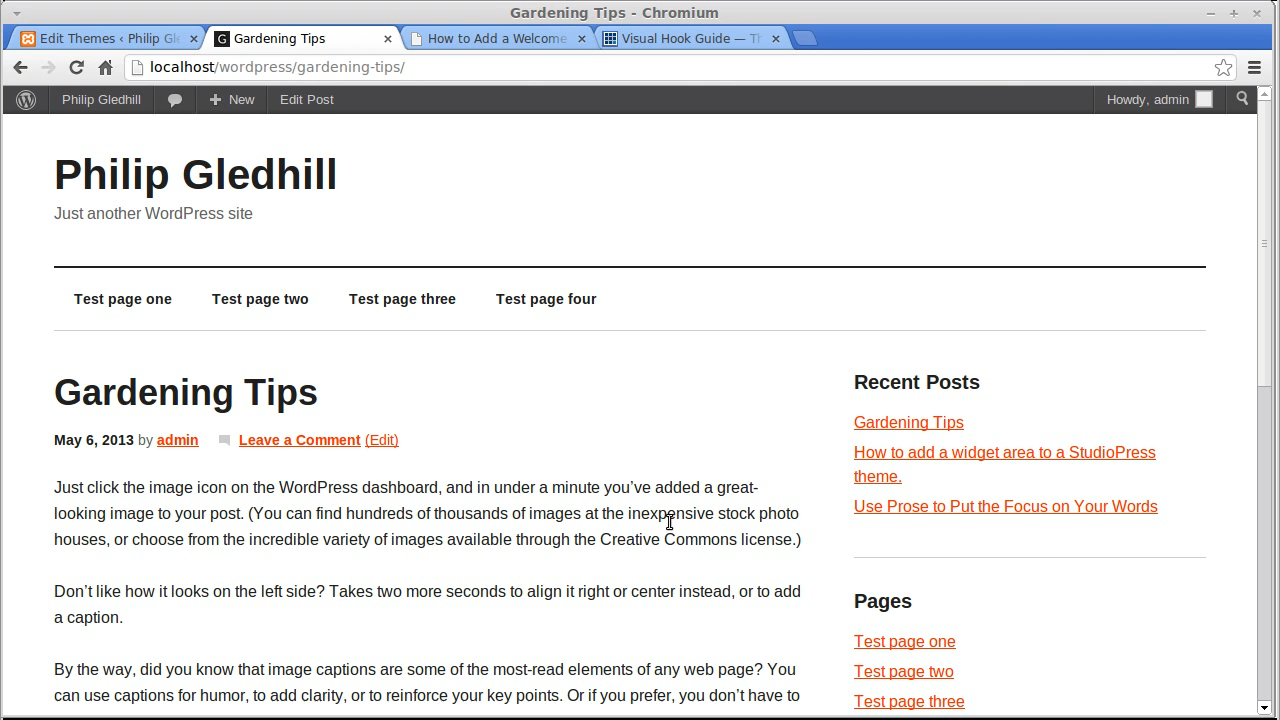 Gardening Tips - Chromium
Edit Themes ‹ Philip Gle
Gardening Tips
How to Add a Welcome
Visual Hook Guide — Th
localhost/wordpress/gardening-tips/
Philip Gledhill
New
Edit Post
Howdy, admin
Philip Gledhill
Just another WordPress site
Test page one
Test page two
Test page three
Test page four
Gardening Tips
May 6, 2013 by admin Leave a Comment (Edit)
Just click the image icon on the WordPress dashboard, and in under a minute you’ve added a great-
looking image to your post. (You can find hundreds of thousands of images at the inexpensive stock photo
houses, or choose from the incredible variety of images available through the Creative Commons license.)
Don’t like how it looks on the left side? Takes two more seconds to align it right or center instead, or to add
a caption.
By the way, did you know that image captions are some of the most-read elements of any web page? You
can use captions for humor, to add clarity, or to reinforce your key points. Or if you prefer, you don’t have to
Recent Posts
Gardening Tips
How to add a widget area to a StudioPress
theme.
Use Prose to Put the Focus on Your Words
Pages
Test page one
Test page two
Test page three